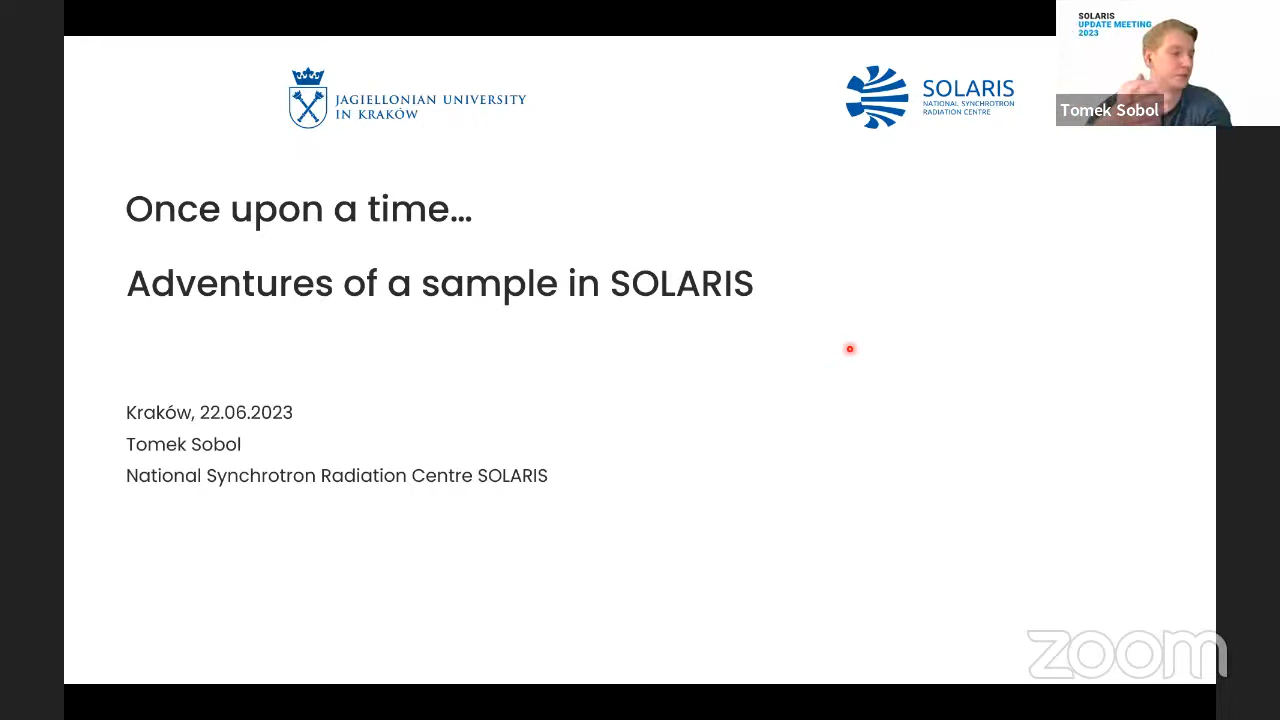 SOLARIS
UPDATE MEETING
2023
Tomek Sobol
JAGIELLONIAN UNIVERSITY
IN KRAKÓW
SOLARIS
NATIONAL SYNCHROTRON
RADIATION CENTRE
Once upon a time...
Adventures of a sample in SOLARIS
Kraków, 22.06.2023
Tomek Sobol
National Synchrotron Radiation Centre SOLARIS
zoom